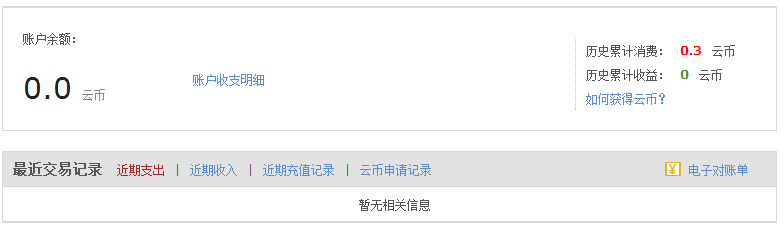 账户余额：
0.0 云币
账户收支明细
历史累计消费： 0.3 云币
历史累计收益： 0 云币
如何获得云币？
最近交易记录 近期支出 | 近期收入 | 近期充值记录 | 云币申请记录 ¥ 电子对账单
暂无相关信息